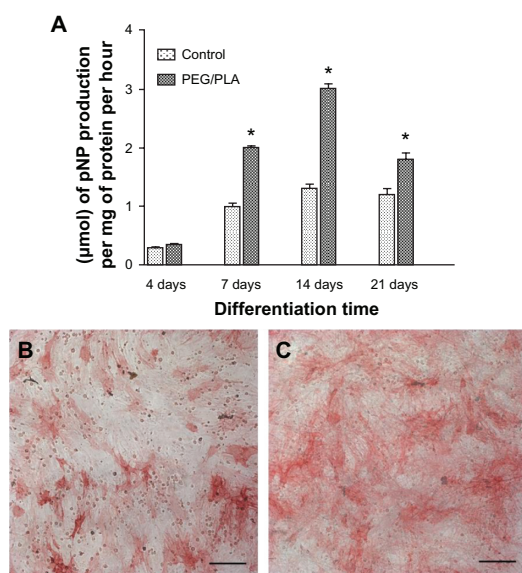 A
4
3
2
1
0
Control
PEG/PLA
(µmol) of pNP production
per mg of protein per hour
*
*
*
4 days
7 days
14 days
21 days
Differentiation time
B
C